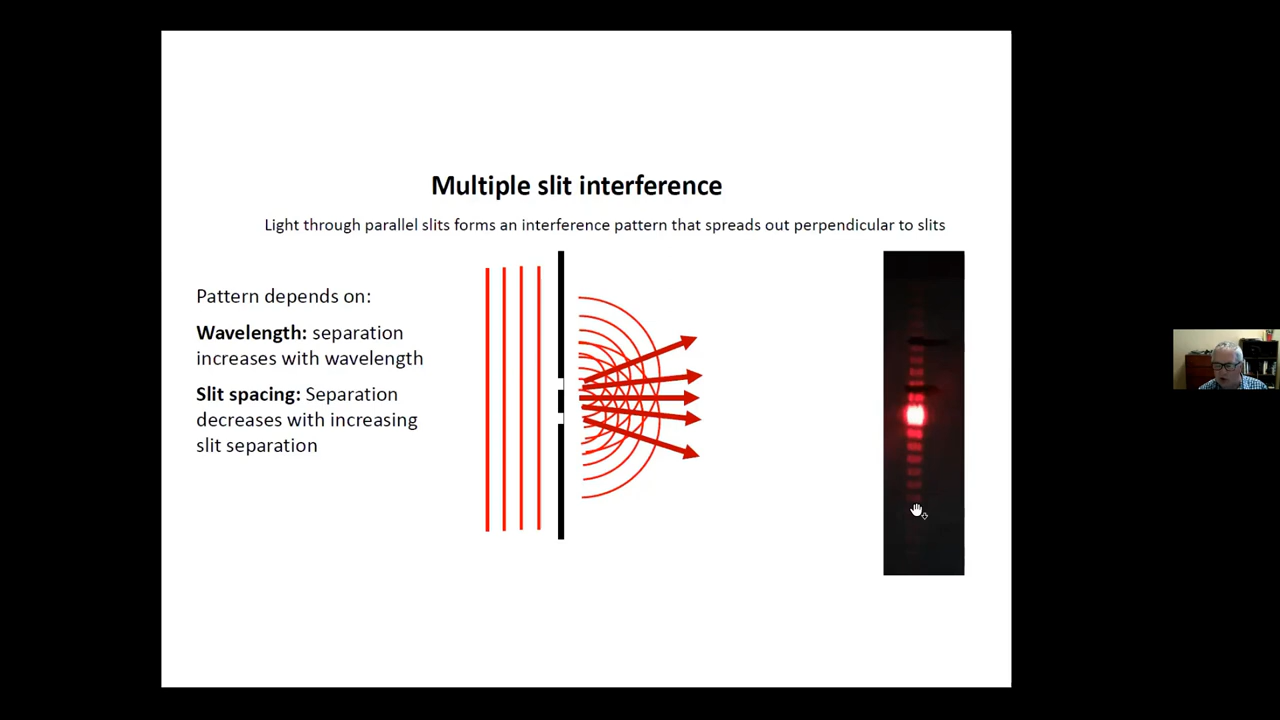 Multiple slit interference
Light through parallel slits forms an interference pattern that spreads out perpendicular to slits
Pattern depends on:
Wavelength: separation
increases with wavelength
Slit spacing: Separation
decreases with increasing
slit separation